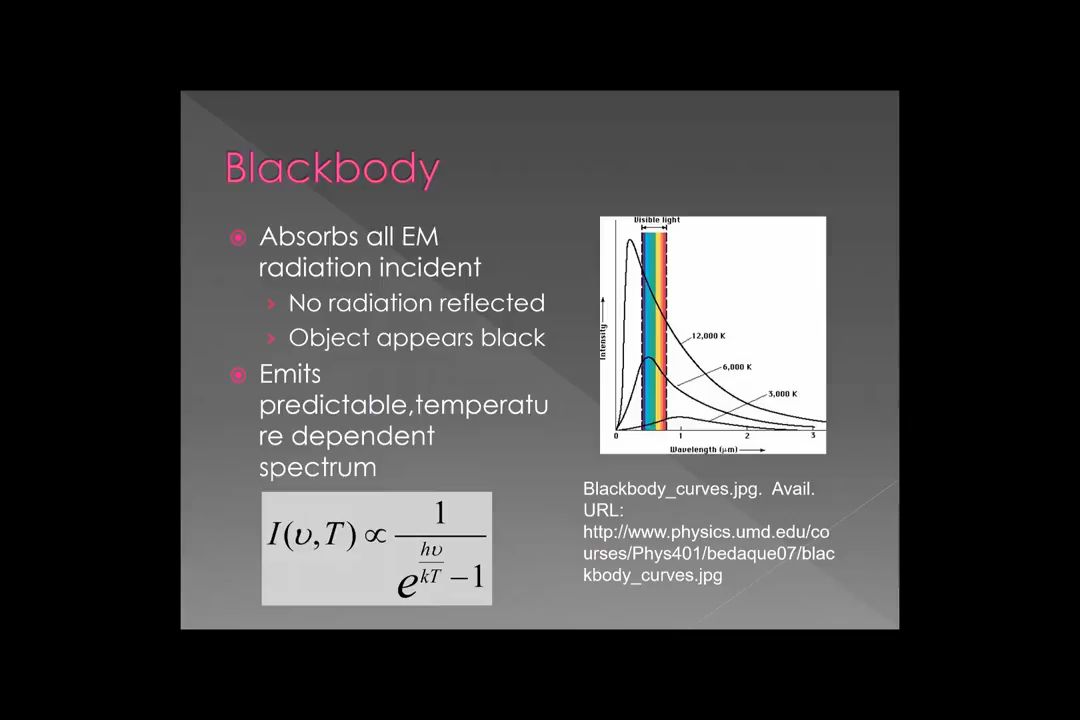 Blackbody
Absorbs all EM
radiation incident
No radiation reflected
Object appears black
Emits
predictable,temperatu
re dependent
spectrum
I(υ,T) ∝ 1 / (e^(hυ/kT) − 1)
Visible light
Intensity
12,000 K
6,000 K
3,000 K
0 1 2 3
Wavelength (μm)
Blackbody_curves.jpg. Avail.
URL:
http://www.physics.umd.edu/co
urses/Phys401/bedaque07/blac
kbody_curves.jpg